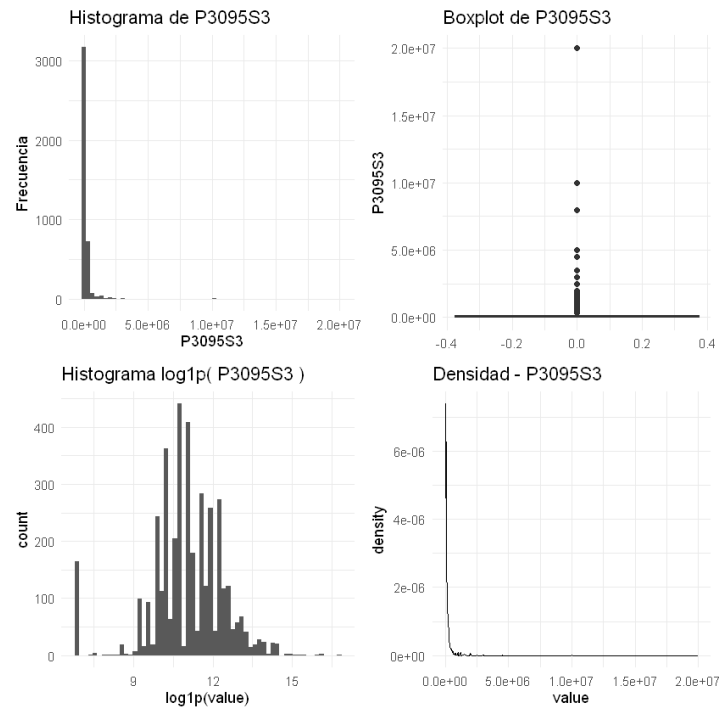 Histograma de P3095S3
Frecuencia
3000
2000
1000
0
0.0e+00 5.0e+06 1.0e+07 1.5e+07 2.0e+07
P3095S3
Boxplot de P3095S3
P3095S3
2.0e+07
1.5e+07
1.0e+07
5.0e+06
0.0e+00
-0.4 -0.2 0.0 0.2 0.4
Histograma log1p( P3095S3 )
count
400
300
200
100
0
9 12 15
log1p(value)
Densidad - P3095S3
density
6e-06
4e-06
2e-06
0e+00
0.0e+00 5.0e+06 1.0e+07 1.5e+07 2.0e+07
value